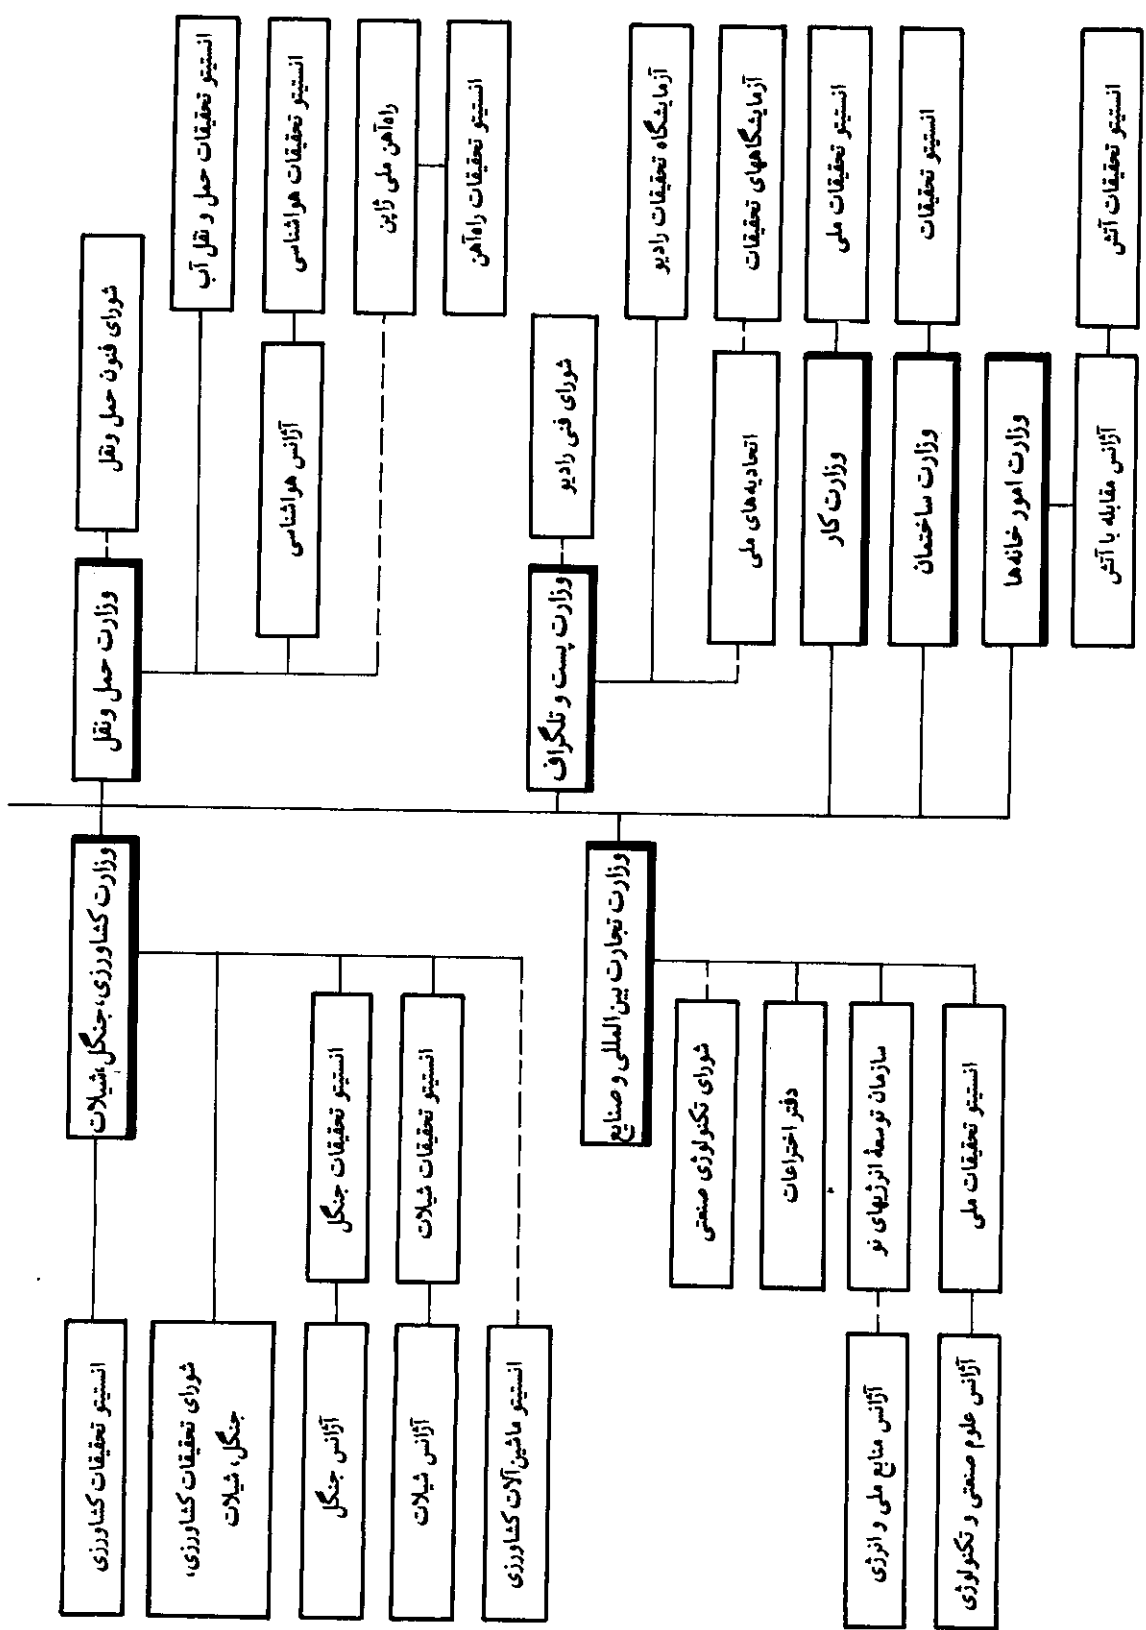 وزارت حمل ونقل
شورای فنون حمل ونقل
انستیتو تحقیقات حمل و نقل آب
آژانس هواشناسی
انستیتو تحقیقات هواشناسی
راه‌آهن ملی ژاپن
انستیتو تحقیقات راه‌آهن
وزارت پست و تلگراف
شورای فنی رادیو
آزمایشگاه تحقیقات رادیو
اتحادیه‌های ملی
آزمایشگاههای تحقیقات
وزارت کار
انستیتو تحقیقات ملی
وزارت ساختمان
انستیتو تحقیقات
وزارت امور خانه‌ها
آژانس مقابله با آتش
انستیتو تحقیقات آتش
وزارت کشاورزی، جنگل، شیلات
انستیتو تحقیقات کشاورزی
شورای تحقیقات کشاورزی،
جنگل، شیلات
انستیتو تحقیقات جنگل
آژانس جنگل
انستیتو تحقیقات شیلات
آژانس شیلات
انستیتو ماشین‌آلات کشاورزی
وزارت تجارت بین‌المللی و صنایع
شورای تکنولوژی صنعتی
دفتر اختراعات
سازمان توسعهٔ انرژیهای نو
آژانس منابع ملی و انرژی
انستیتو تحقیقات ملی
آژانس علوم صنعتی و تکنولوژی